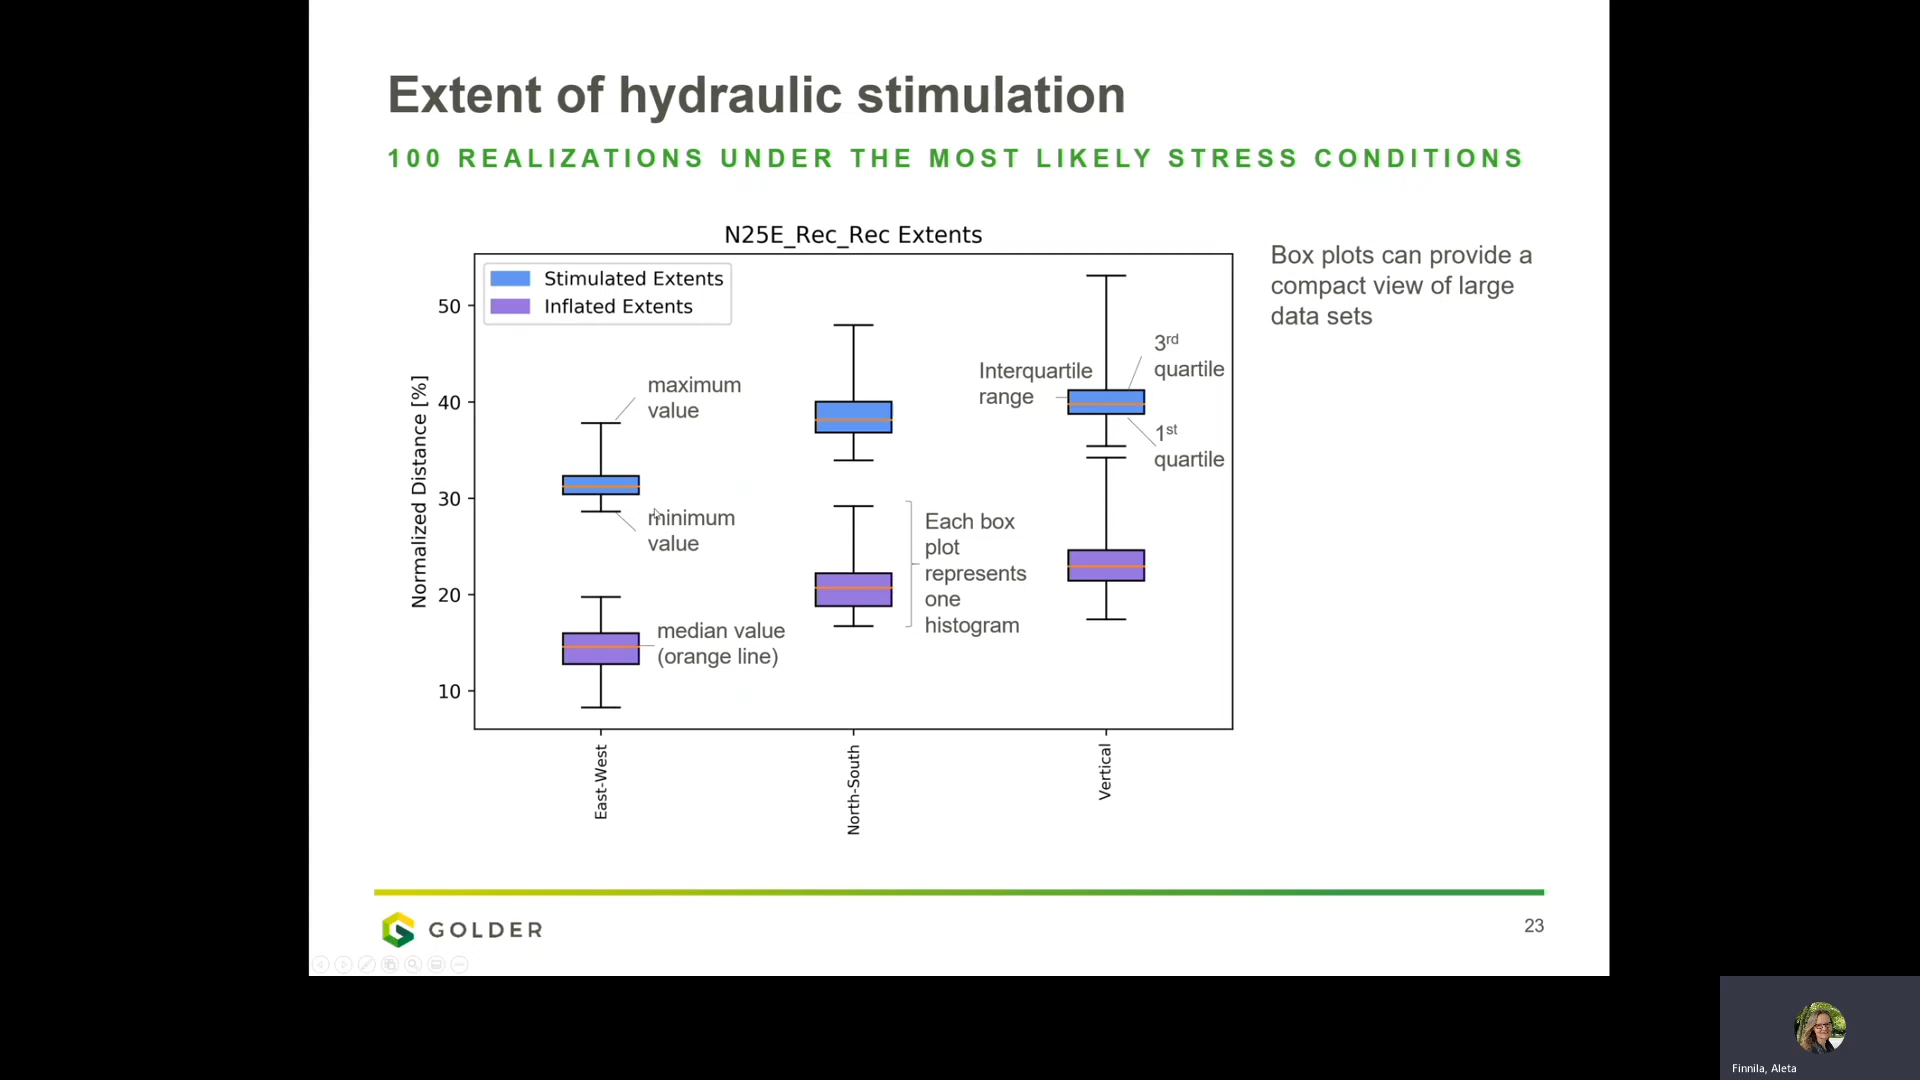 Extent of hydraulic stimulation
100 REALIZATIONS UNDER THE MOST LIKELY STRESS CONDITIONS
N25E_Rec_Rec Extents
Stimulated Extents
Inflated Extents
Normalized Distance [%]
50
40
30
20
10
maximum
value
minimum
value
median value
(orange line)
Each box
plot
represents
one
histogram
Interquartile
range
3rd
quartile
1st
quartile
East-West
North-South
Vertical
Box plots can provide a
compact view of large
data sets
GOLDER
23
Finnila, Aleta